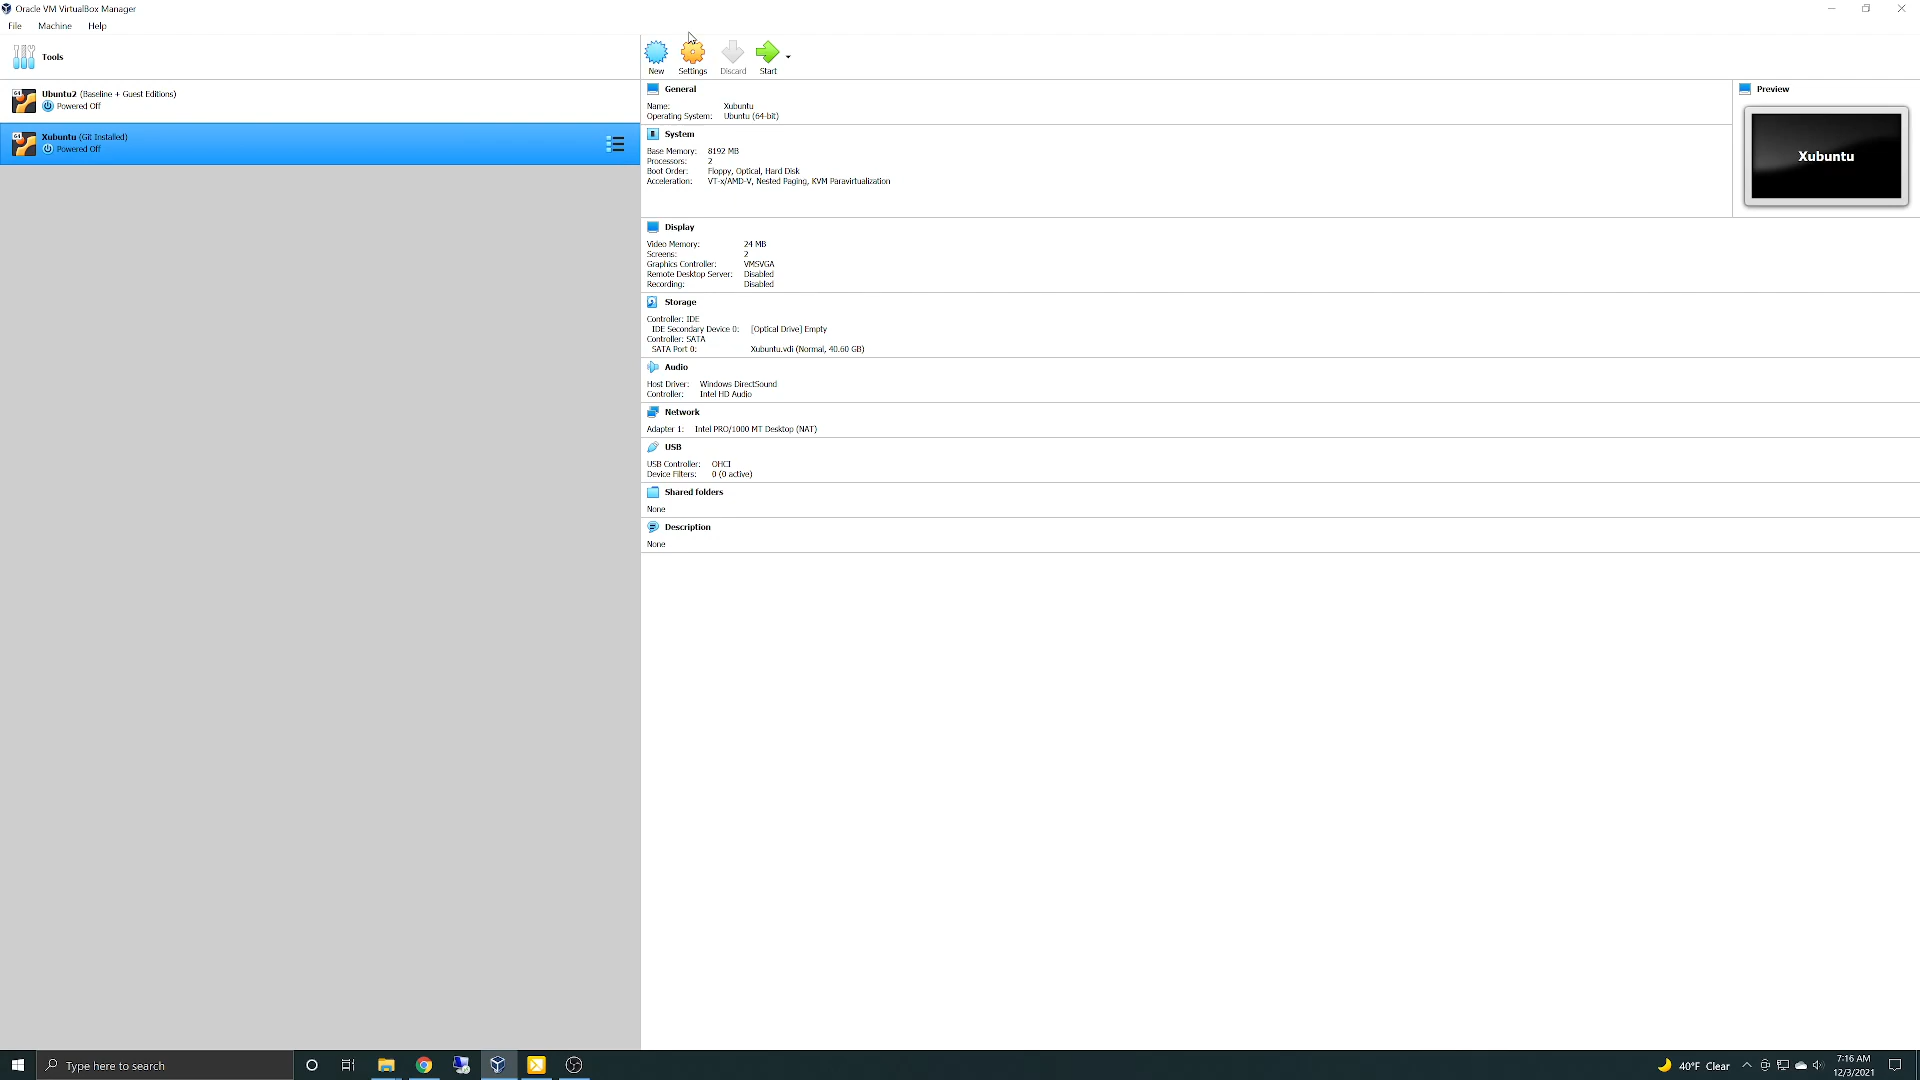 Oracle VM VirtualBox Manager
File Machine Help
Tools
New Settings Discard Start
Ubuntu2 (Baseline + Guest Editions)
Powered Off
Xubuntu (Git Installed)
Powered Off
General
Name: Xubuntu
Operating System: Ubuntu (64-bit)
Preview
Xubuntu
System
Base Memory: 8192 MB
Processors: 2
Boot Order: Floppy, Optical, Hard Disk
Acceleration: VT-x/AMD-V, Nested Paging, KVM Paravirtualization
Display
Video Memory: 24 MB
Screens: 2
Graphics Controller: VMSVGA
Remote Desktop Server: Disabled
Recording: Disabled
Storage
Controller: IDE
IDE Secondary Device 0: [Optical Drive] Empty
Controller: SATA
SATA Port 0: Xubuntu.vdi (Normal, 40.60 GB)
Audio
Host Driver: Windows DirectSound
Controller: Intel HD Audio
Network
Adapter 1: Intel PRO/1000 MT Desktop (NAT)
USB
USB Controller: OHCI
Device Filters: 0 (0 active)
Shared folders
None
Description
None
Type here to search
40°F Clear
7:16 AM
12/3/2021